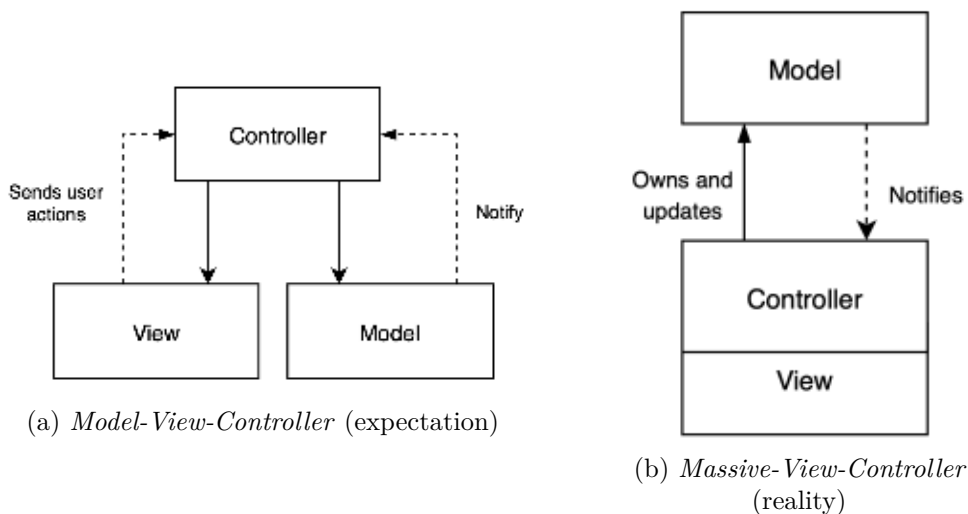 Controller
Sends user
actions
Notify
View
Model
(a) Model-View-Controller (expectation)
Model
Owns and
updates
Notifies
Controller
View
(b) Massive-View-Controller
(reality)